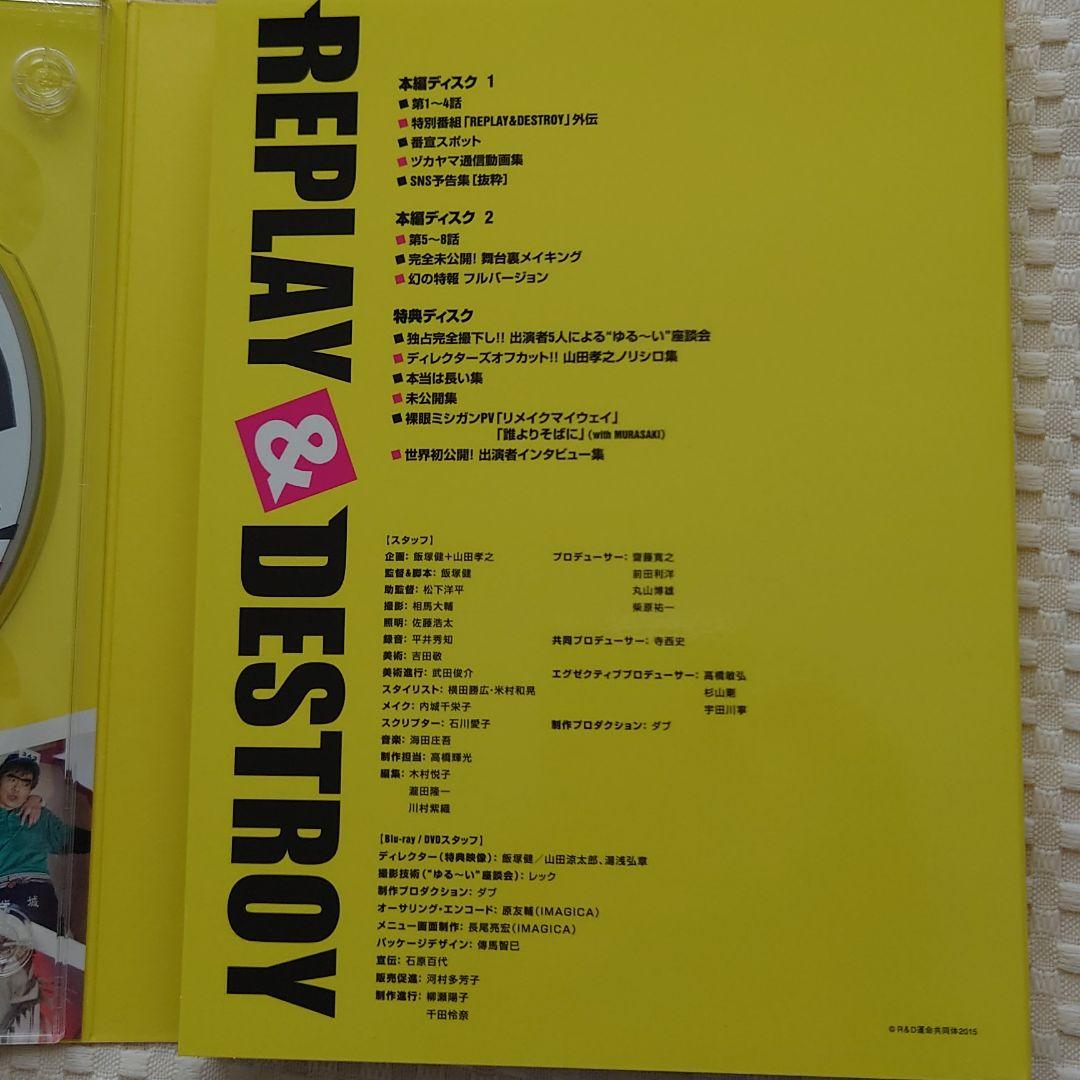 REPLAY & DESTROY
本編ディスク 1
■第1〜4話
■特別番組「REPLAY&DESTROY」外伝
■番宣スポット
■ヅカヤマ通信動画集
■SNS予告集[抜粋]
本編ディスク 2
■第5〜8話
■完全未公開! 舞台裏メイキング
■幻の特報 フルバージョン
特典ディスク
■独占完全撮下し!! 出演者5人による“ゆる〜い”座談会
■ディレクターズオフカット!! 山田孝之ノリシロ集
■本当は長い集
■未公開集
■裸眼ミシガンPV「リメイクマイウェイ」
「誰よりそばに」(with MURASAKI)
■世界初公開! 出演者インタビュー集
【スタッフ】
企画: 飯塚健+山田孝之
監督&脚本: 飯塚健
助監督: 松下洋平
撮影: 相馬大輔
照明: 佐藤浩太
録音: 平井秀知
美術: 吉田敬
美術進行: 武田俊介
スタイリスト: 横田勝広・米村和晃
メイク: 内城千栄子
スクリプター: 石川愛子
音楽: 海田庄吾
制作担当: 高橋輝光
編集: 木村悦子
瀧田隆一
川村紫織
プロデューサー: 齋藤寛之
前田利洋
丸山博雄
柴原祐一
共同プロデューサー: 寺西史
エグゼクティブプロデューサー: 高橋敏弘
杉山剛
宇田川寧
制作プロダクション: ダブ
【Blu-ray / DVDスタッフ】
ディレクター(特典映像): 飯塚健/山田涼太郎、湯浅弘章
撮影技術(“ゆる〜い”座談会): レック
制作プロダクション: ダブ
オーサリング・エンコード: 原友輔(IMAGICA)
メニュー画面制作: 長尾亮宏(IMAGICA)
パッケージデザイン: 傳馬智巳
宣伝: 石原百代
販売促進: 河村多芳子
制作進行: 柳瀬陽子
千田怜奈
©R&D運命共同体2015
城